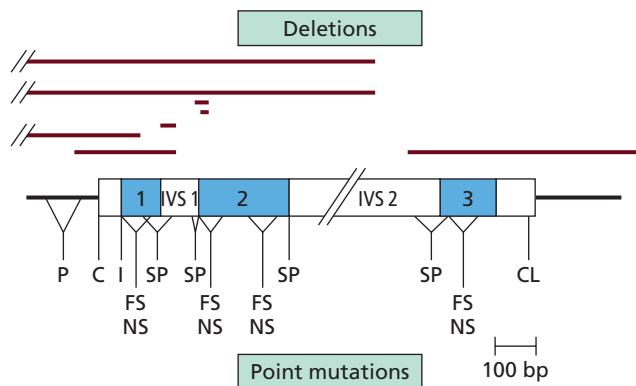 Deletions
1 IVS 1 2 IVS 2 3
P C I SP SP SP SP CL
FS FS FS FS
NS NS NS NS
100 bp
Point mutations